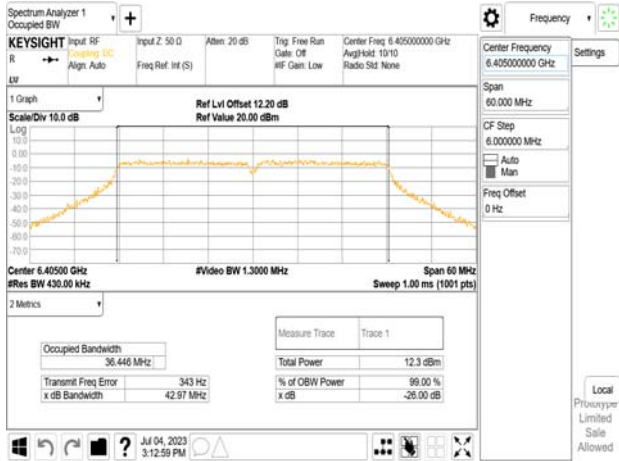 Spectrum Analyzer 1
Occupied BW
KEYSIGHT
R
LXI
Input: RF
Coupling: DC
Align: Auto
Input Z: 50 Ω
Freq Ref: Int (S)
Atten: 20 dB
Trig: Free Run
Gate: Off
#IF Gain: Low
Center Freq: 6.405000000 GHz
Avg|Hold: 10/10
Radio Std: None
1 Graph
Scale/Div 10.0 dB
Ref Lvl Offset 12.20 dB
Ref Value 20.00 dBm
Log
10.0
0.00
-10.0
-20.0
-30.0
-40.0
-50.0
-60.0
-70.0
Center 6.40500 GHz
#Res BW 430.00 kHz
#Video BW 1.3000 MHz
Span 60 MHz
Sweep 1.00 ms (1001 pts)
2 Metrics
Measure Trace Trace 1
Occupied Bandwidth
36.446 MHz
Total Power 12.3 dBm
Transmit Freq Error 343 Hz
% of OBW Power 99.00 %
x dB Bandwidth 42.97 MHz
x dB -26.00 dB
Jul 04, 2023
3:12:59 PM
Frequency
Center Frequency
6.405000000 GHz
Settings
Span
60.000 MHz
CF Step
6.000000 MHz
Auto
Man
Freq Offset
0 Hz
Local
Prototype
Limited
Sale
Allowed